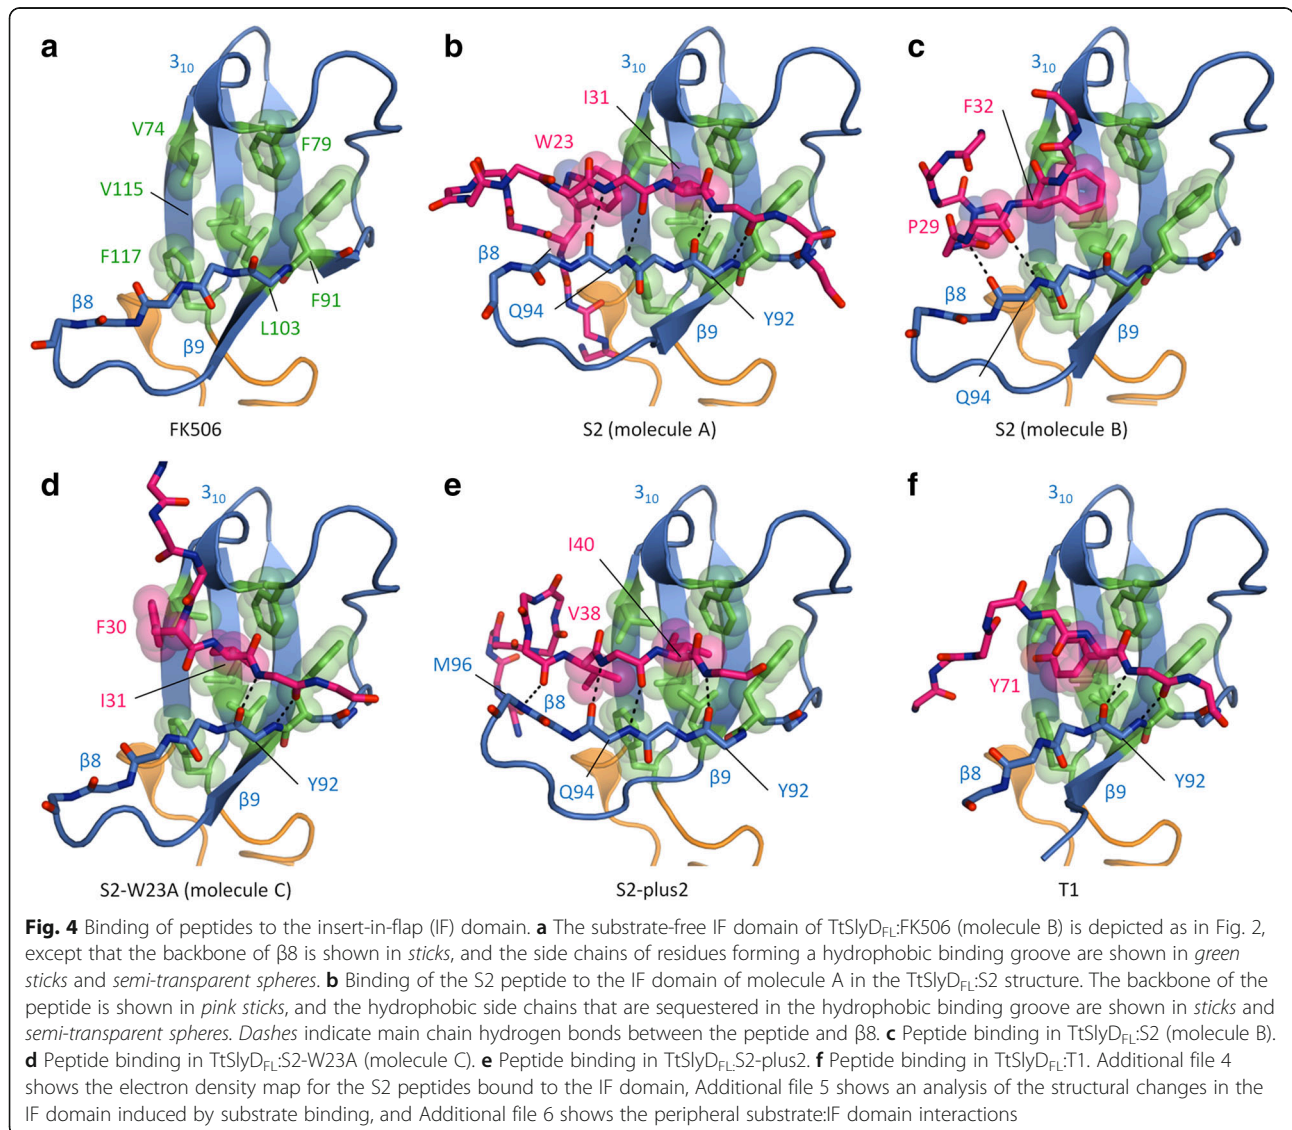 a
3₁₀
V74
F79
V115
F117
β8
F91
L103
β9
FK506
b
3₁₀
I31
W23
β8
Q94
β9
Y92
S2 (molecule A)
c
3₁₀
F32
P29
β8
β9
Q94
S2 (molecule B)
d
3₁₀
F30
I31
β8
β9
Y92
S2-W23A (molecule C)
e
3₁₀
I40
V38
M96
β8
β9
Q94
Y92
S2-plus2
f
3₁₀
Y71
β8
β9
Y92
T1
Fig. 4 Binding of peptides to the insert-in-flap (IF) domain. a The substrate-free IF domain of TtSlyD_FL:FK506 (molecule B) is depicted as in Fig. 2,
except that the backbone of β8 is shown in sticks, and the side chains of residues forming a hydrophobic binding groove are shown in green
sticks and semi-transparent spheres. b Binding of the S2 peptide to the IF domain of molecule A in the TtSlyD_FL:S2 structure. The backbone of the
peptide is shown in pink sticks, and the hydrophobic side chains that are sequestered in the hydrophobic binding groove are shown in sticks and
semi-transparent spheres. Dashes indicate main chain hydrogen bonds between the peptide and β8. c Peptide binding in TtSlyD_FL:S2 (molecule B).
d Peptide binding in TtSlyD_FL:S2-W23A (molecule C). e Peptide binding in TtSlyD_FL:S2-plus2. f Peptide binding in TtSlyD_FL:T1. Additional file 4
shows the electron density map for the S2 peptides bound to the IF domain, Additional file 5 shows an analysis of the structural changes in the
IF domain induced by substrate binding, and Additional file 6 shows the peripheral substrate:IF domain interactions